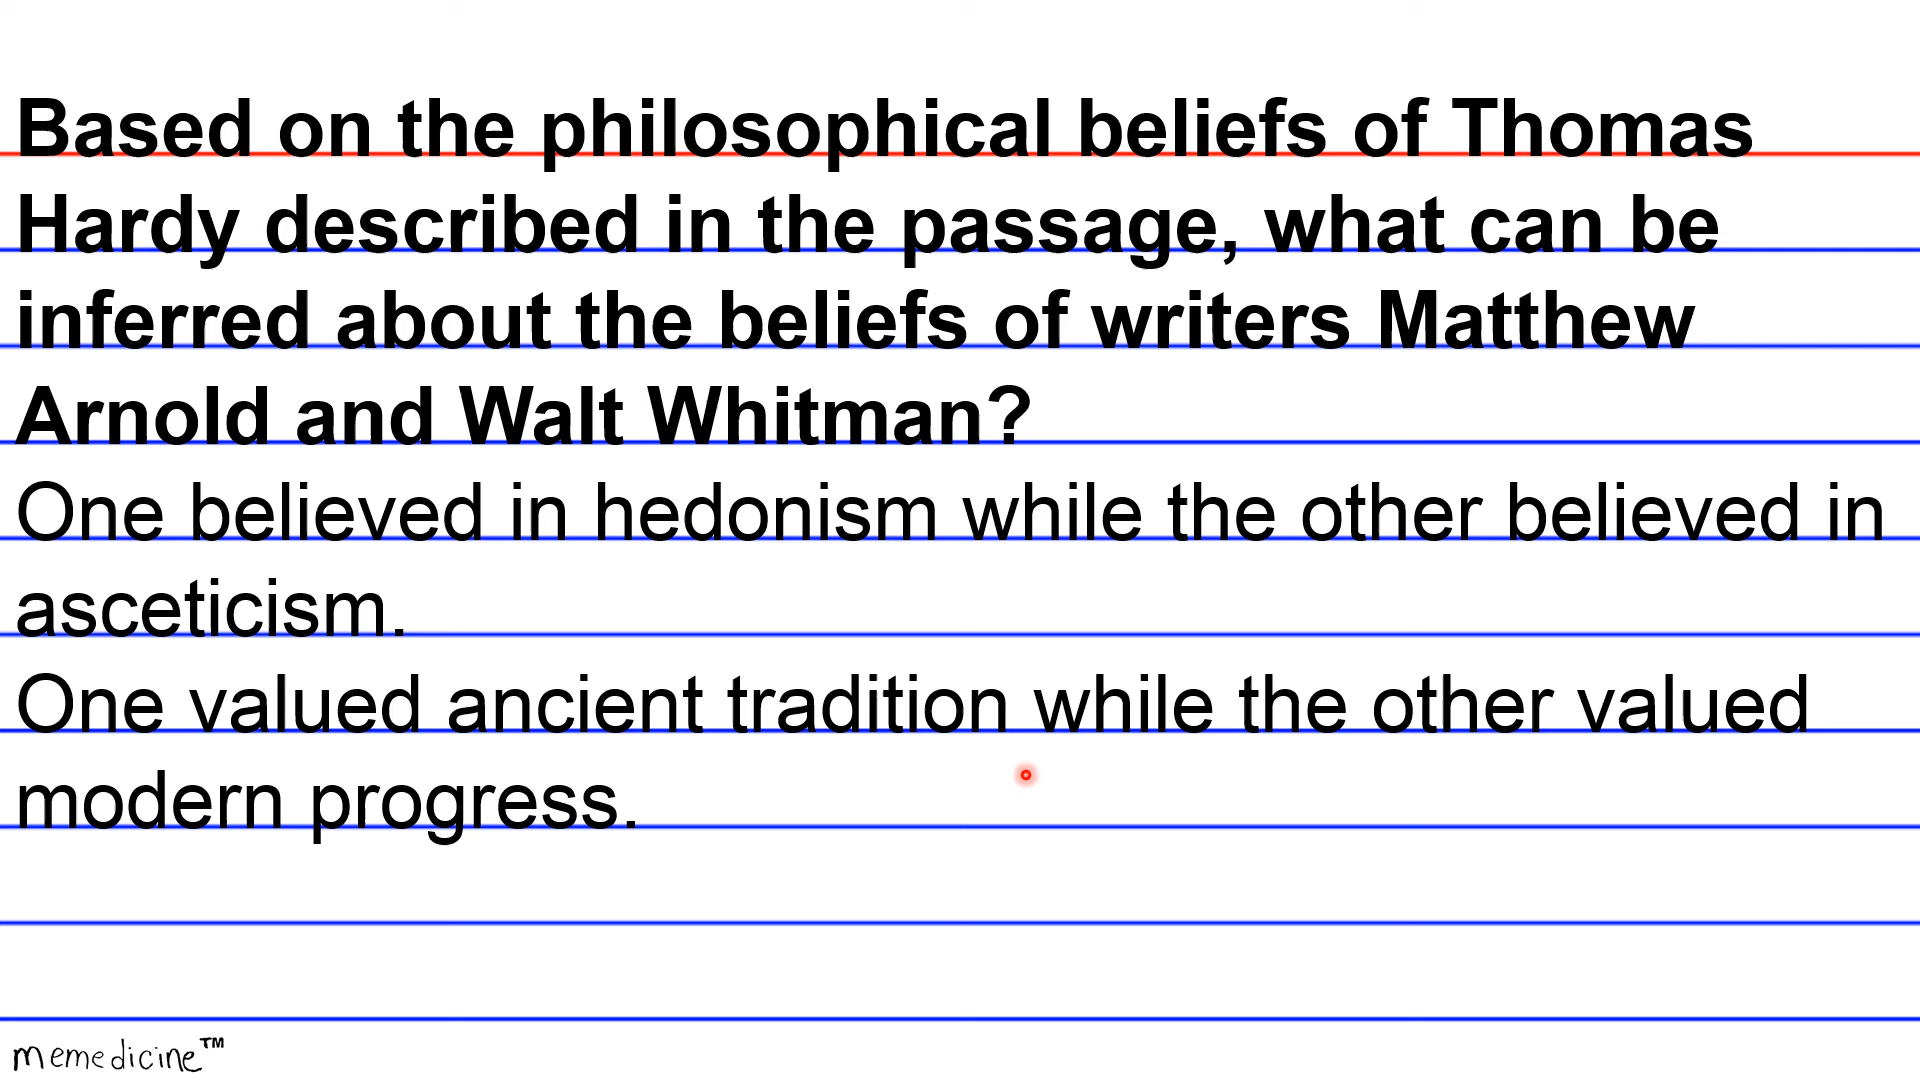 Based on the philosophical beliefs of Thomas
Hardy described in the passage, what can be
inferred about the beliefs of writers Matthew
Arnold and Walt Whitman?
One believed in hedonism while the other believed in
asceticism.
One valued ancient tradition while the other valued
modern progress.
memedicine™